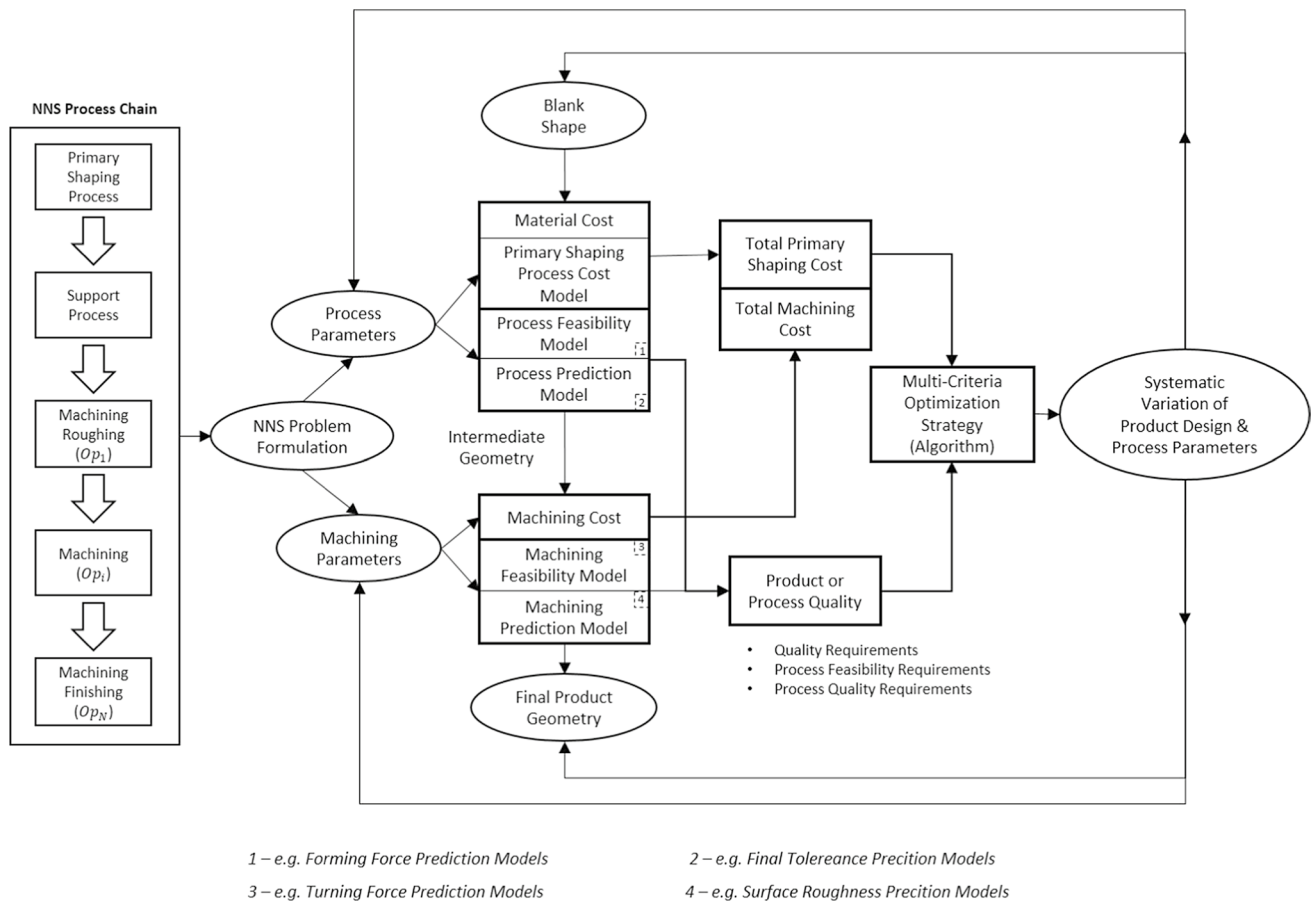 NNS Process Chain
Primary
Shaping
Process
Support
Process
Machining
Roughing
(Op₁)
Machining
(Opᵢ)
Machining
Finishing
(Op_N)
NNS Problem
Formulation
Process
Parameters
Machining
Parameters
Blank
Shape
Material Cost
Primary Shaping
Process Cost
Model
Process Feasibility
Model
1
Process Prediction
Model
2
Intermediate
Geometry
Machining Cost
3
Machining
Feasibility Model
4
Machining
Prediction Model
Final Product
Geometry
Total Primary
Shaping Cost
Total Machining
Cost
Multi-Criteria
Optimization
Strategy
(Algorithm)
Product or
Process Quality
• Quality Requirements
• Process Feasibility Requirements
• Process Quality Requirements
Systematic
Variation of
Product Design &
Process Parameters
1 – e.g. Forming Force Prediction Models
2 – e.g. Final Tolereance Precition Models
3 – e.g. Turning Force Prediction Models
4 – e.g. Surface Roughness Precition Models